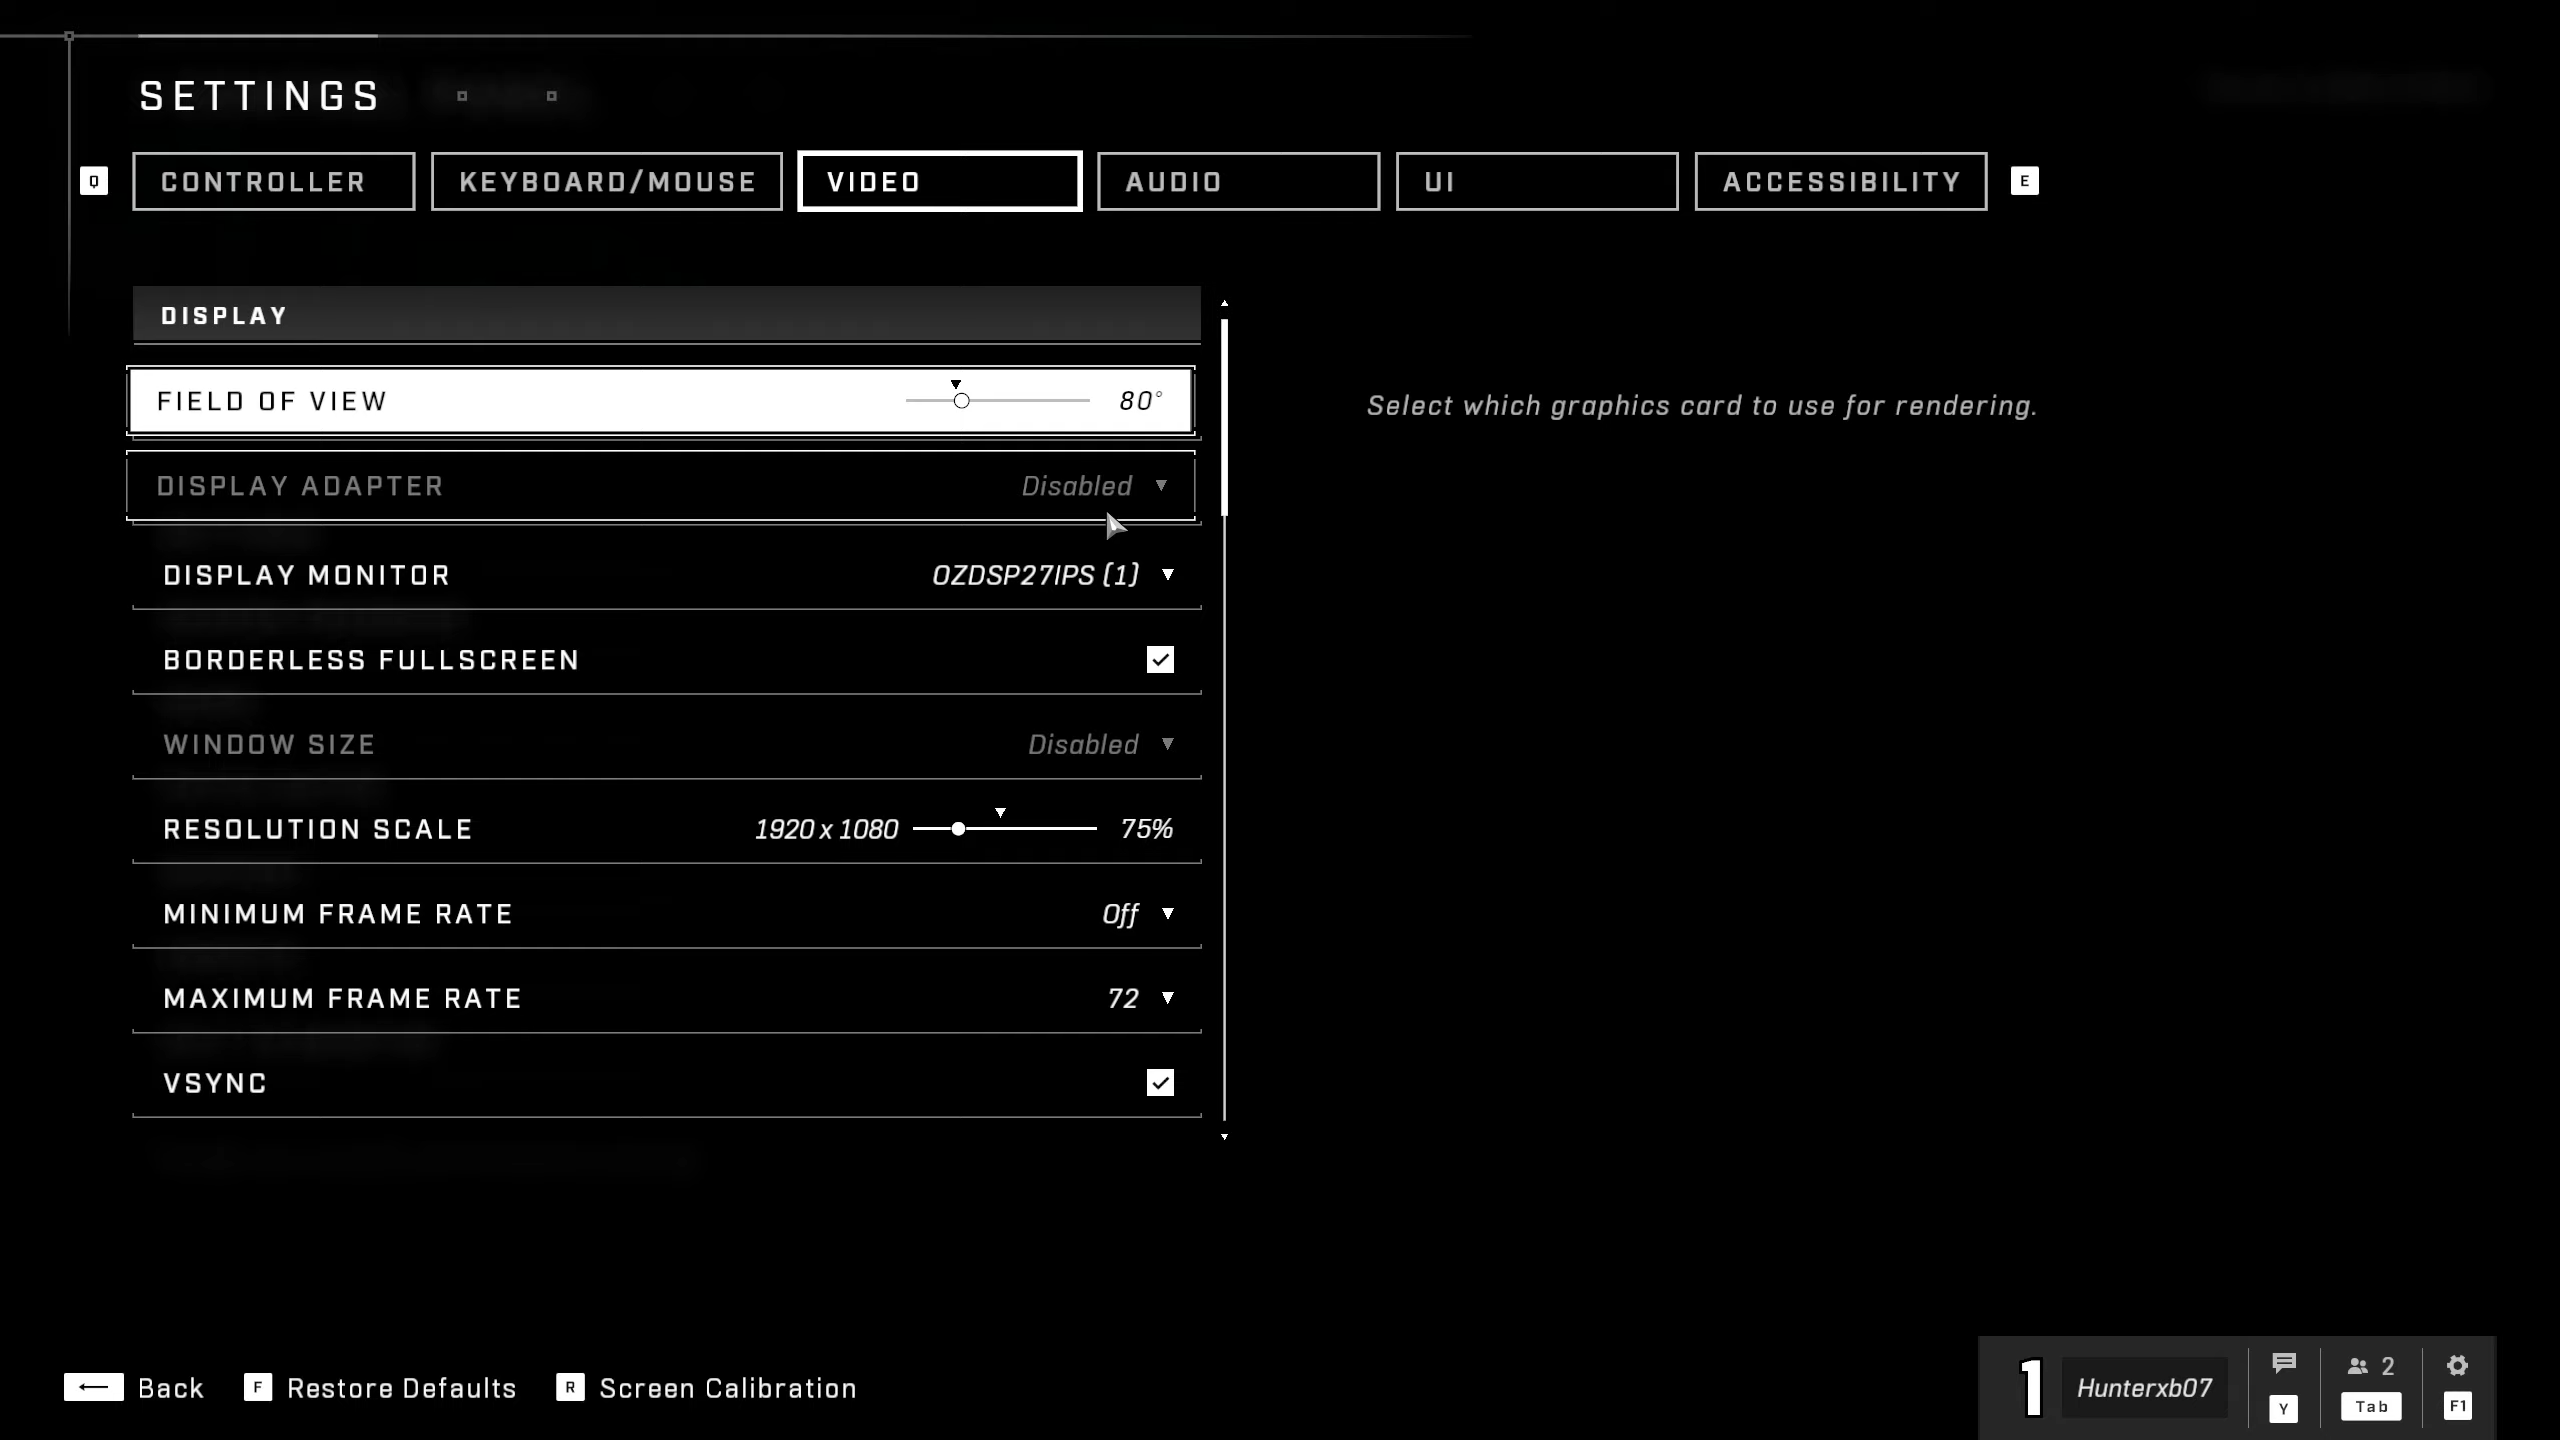 SETTINGS
Q CONTROLLER KEYBOARD/MOUSE VIDEO AUDIO UI ACCESSIBILITY E
DISPLAY
FIELD OF VIEW 80°
Select which graphics card to use for rendering.
DISPLAY ADAPTER Disabled
DISPLAY MONITOR OZDSP27IPS (1)
BORDERLESS FULLSCREEN
WINDOW SIZE Disabled
RESOLUTION SCALE 1920 x 1080 75%
MINIMUM FRAME RATE Off
MAXIMUM FRAME RATE 72
VSYNC
Back F Restore Defaults R Screen Calibration
1 Hunterxb07 2
Y Tab F1